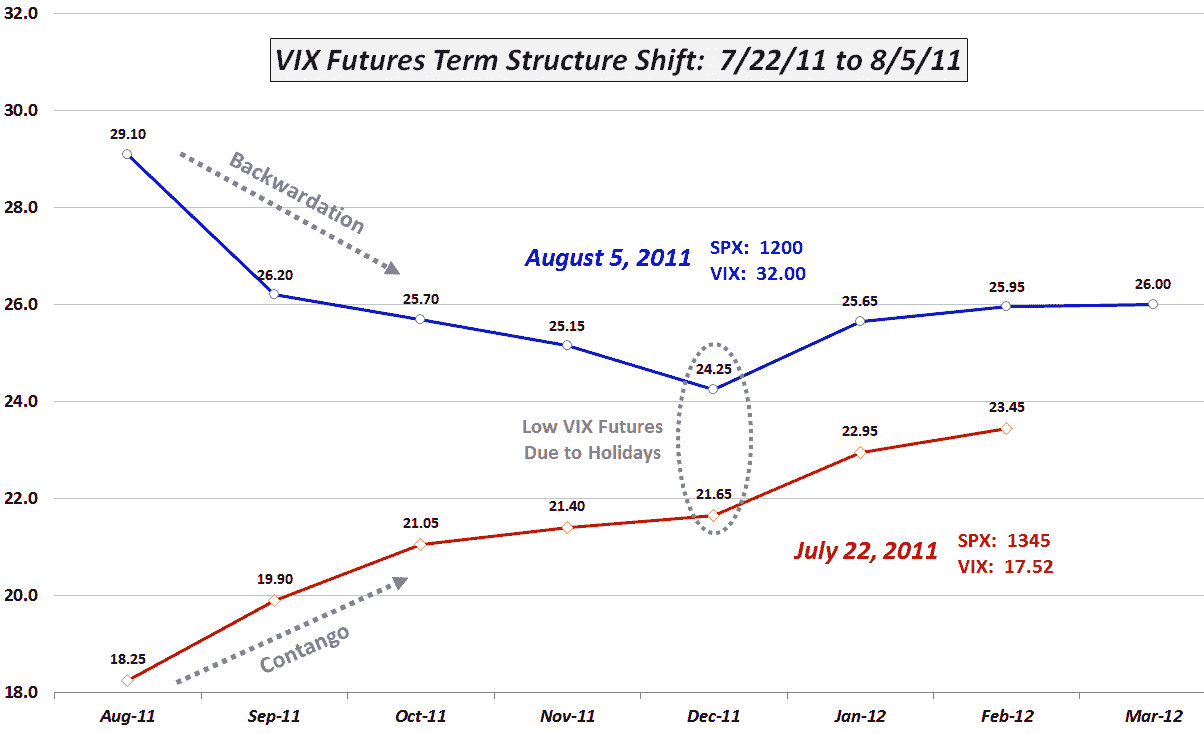 VIX Futures Term Structure Shift: 7/22/11 to 8/5/11
32.0
30.0
28.0
26.0
24.0
22.0
20.0
18.0
29.10
26.20
25.70
25.15
24.25
25.65
25.95
26.00
Backwardation
August 5, 2011
SPX: 1200
VIX: 32.00
Low VIX Futures
Due to Holidays
18.25
19.90
21.05
21.40
21.65
22.95
23.45
Contango
July 22, 2011
SPX: 1345
VIX: 17.52
Aug-11
Sep-11
Oct-11
Nov-11
Dec-11
Jan-12
Feb-12
Mar-12